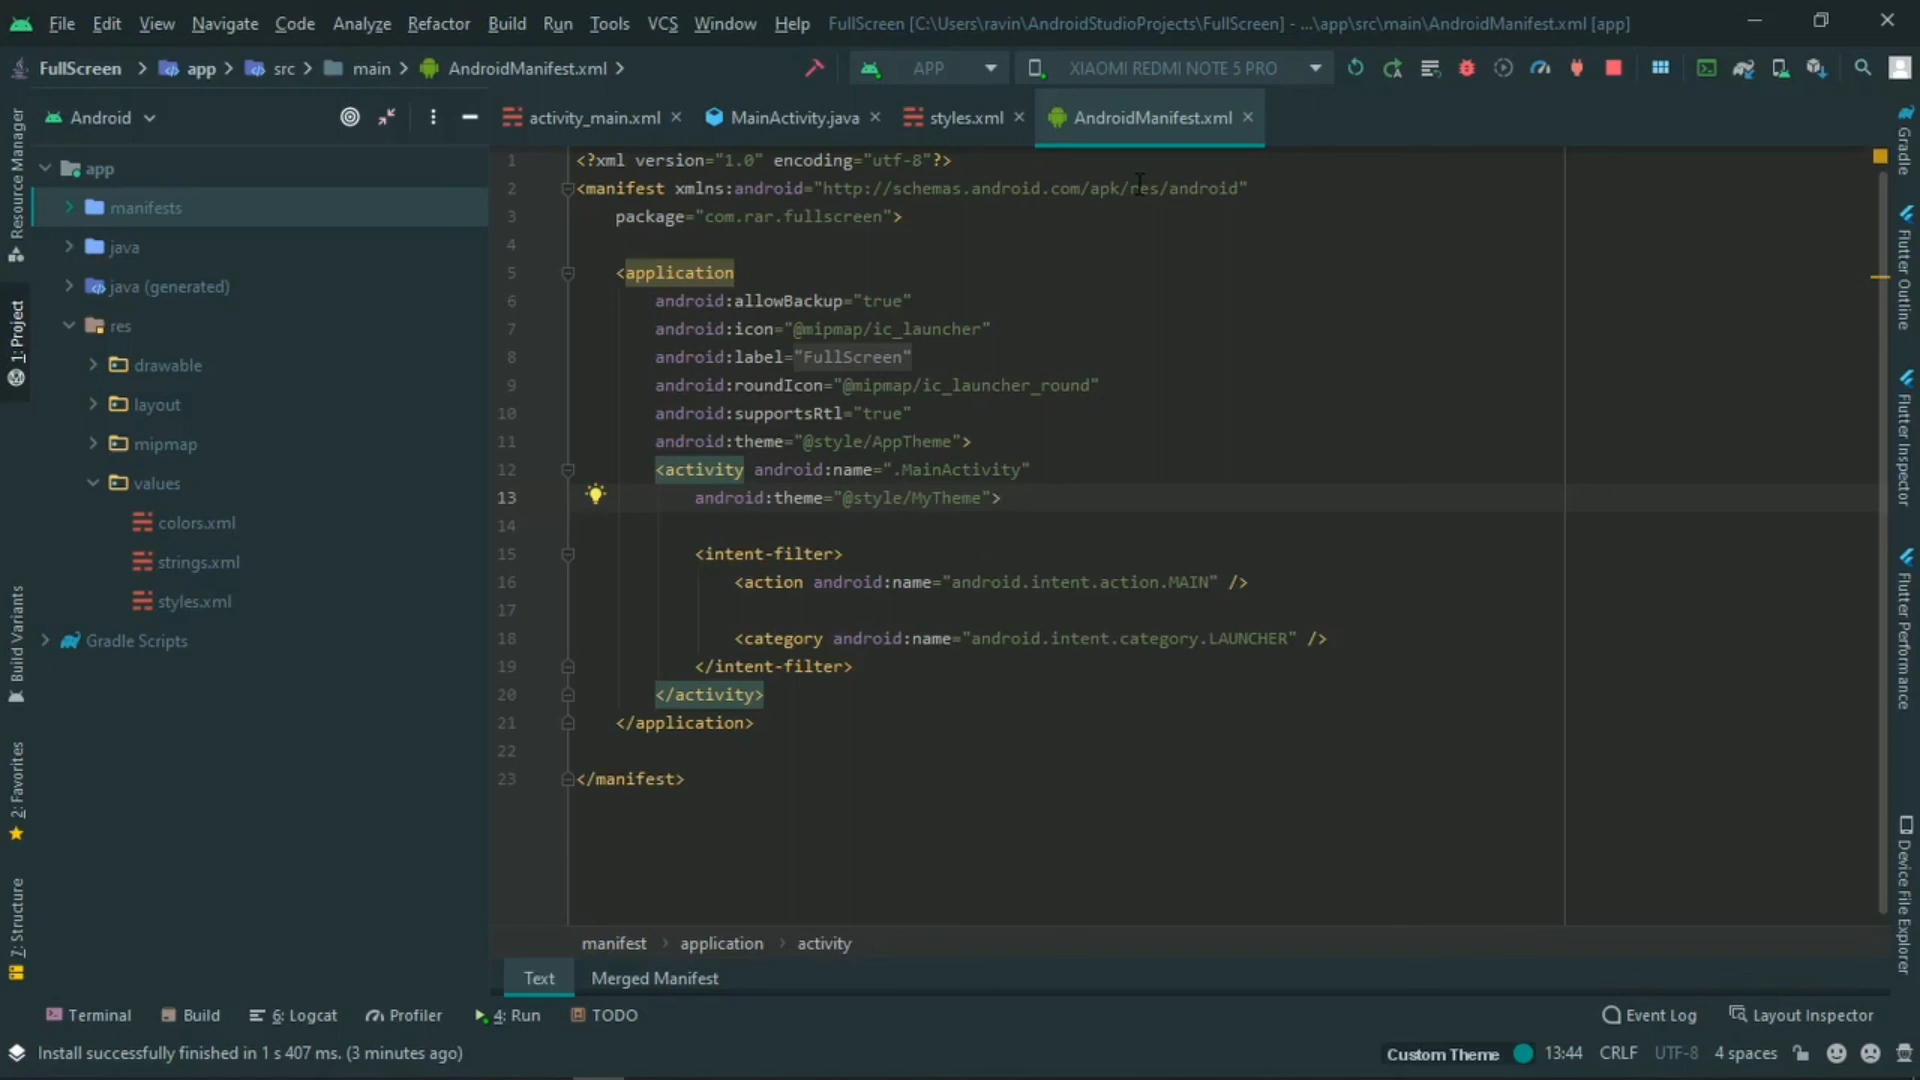 File Edit View Navigate Code Analyze Refactor Build Run Tools VCS Window Help FullScreen [C:\Users\ravin\AndroidStudioProjects\FullScreen] - ...\app\src\main\AndroidManifest.xml [app]
FullScreen app src main AndroidManifest.xml APP XIAOMI REDMI NOTE 5 PRO
Android
activity_main.xml MainActivity.java styles.xml AndroidManifest.xml
Resource Manager
1: Project
Build Variants
2: Favorites
7: Structure
app
manifests
java
java (generated)
res
drawable
layout
mipmap
values
colors.xml
strings.xml
styles.xml
Gradle Scripts
1 <?xml version="1.0" encoding="utf-8"?>
2 <manifest xmlns:android="http://schemas.android.com/apk/res/android"
3 package="com.rar.fullscreen">
4
5 <application
6 android:allowBackup="true"
7 android:icon="@mipmap/ic_launcher"
8 android:label="FullScreen"
9 android:roundIcon="@mipmap/ic_launcher_round"
10 android:supportsRtl="true"
11 android:theme="@style/AppTheme">
12 <activity android:name=".MainActivity"
13 android:theme="@style/MyTheme">
14
15 <intent-filter>
16 <action android:name="android.intent.action.MAIN" />
17
18 <category android:name="android.intent.category.LAUNCHER" />
19 </intent-filter>
20 </activity>
21 </application>
22
23 </manifest>
manifest application activity
Text Merged Manifest
Gradle
Flutter Outline
Flutter Inspector
Flutter Performance
Device File Explorer
Terminal Build 6: Logcat Profiler 4: Run TODO Event Log Layout Inspector
Install successfully finished in 1 s 407 ms. (3 minutes ago) Custom Theme 13:44 CRLF UTF-8 4 spaces